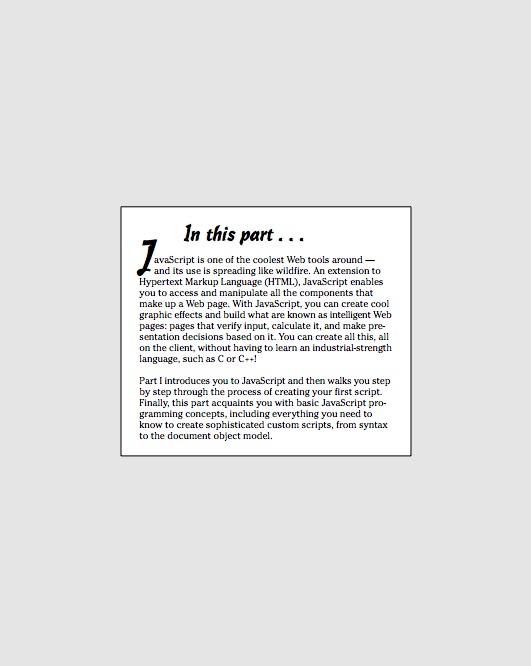 In this part . . .
JavaScript is one of the coolest Web tools around —
and its use is spreading like wildfire. An extension to
Hypertext Markup Language (HTML), JavaScript enables
you to access and manipulate all the components that
make up a Web page. With JavaScript, you can create cool
graphic effects and build what are known as intelligent Web
pages: pages that verify input, calculate it, and make pre-
sentation decisions based on it. You can create all this, all
on the client, without having to learn an industrial-strength
language, such as C or C++!
Part I introduces you to JavaScript and then walks you step
by step through the process of creating your first script.
Finally, this part acquaints you with basic JavaScript pro-
gramming concepts, including everything you need to
know to create sophisticated custom scripts, from syntax
to the document object model.